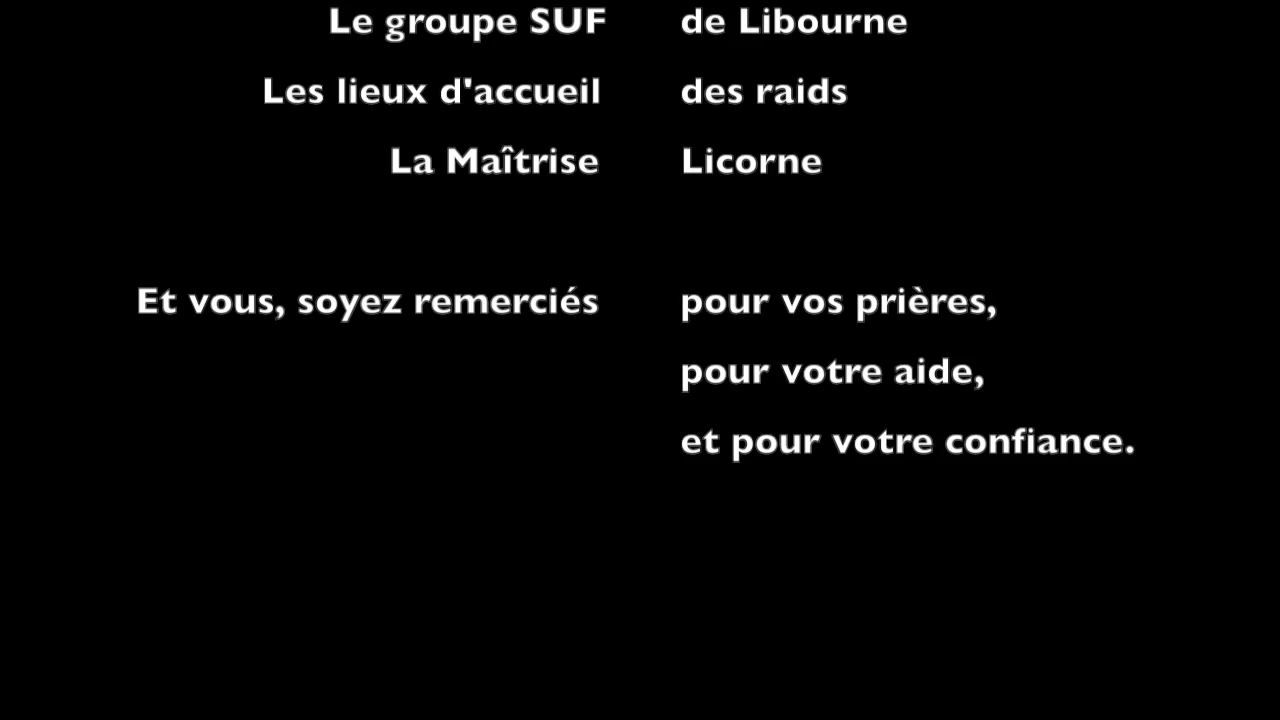 Le groupe SUF de Libourne
Les lieux d'accueil des raids
La Maîtrise Licorne
Et vous, soyez remerciés pour vos prières,
pour votre aide,
et pour votre confiance.